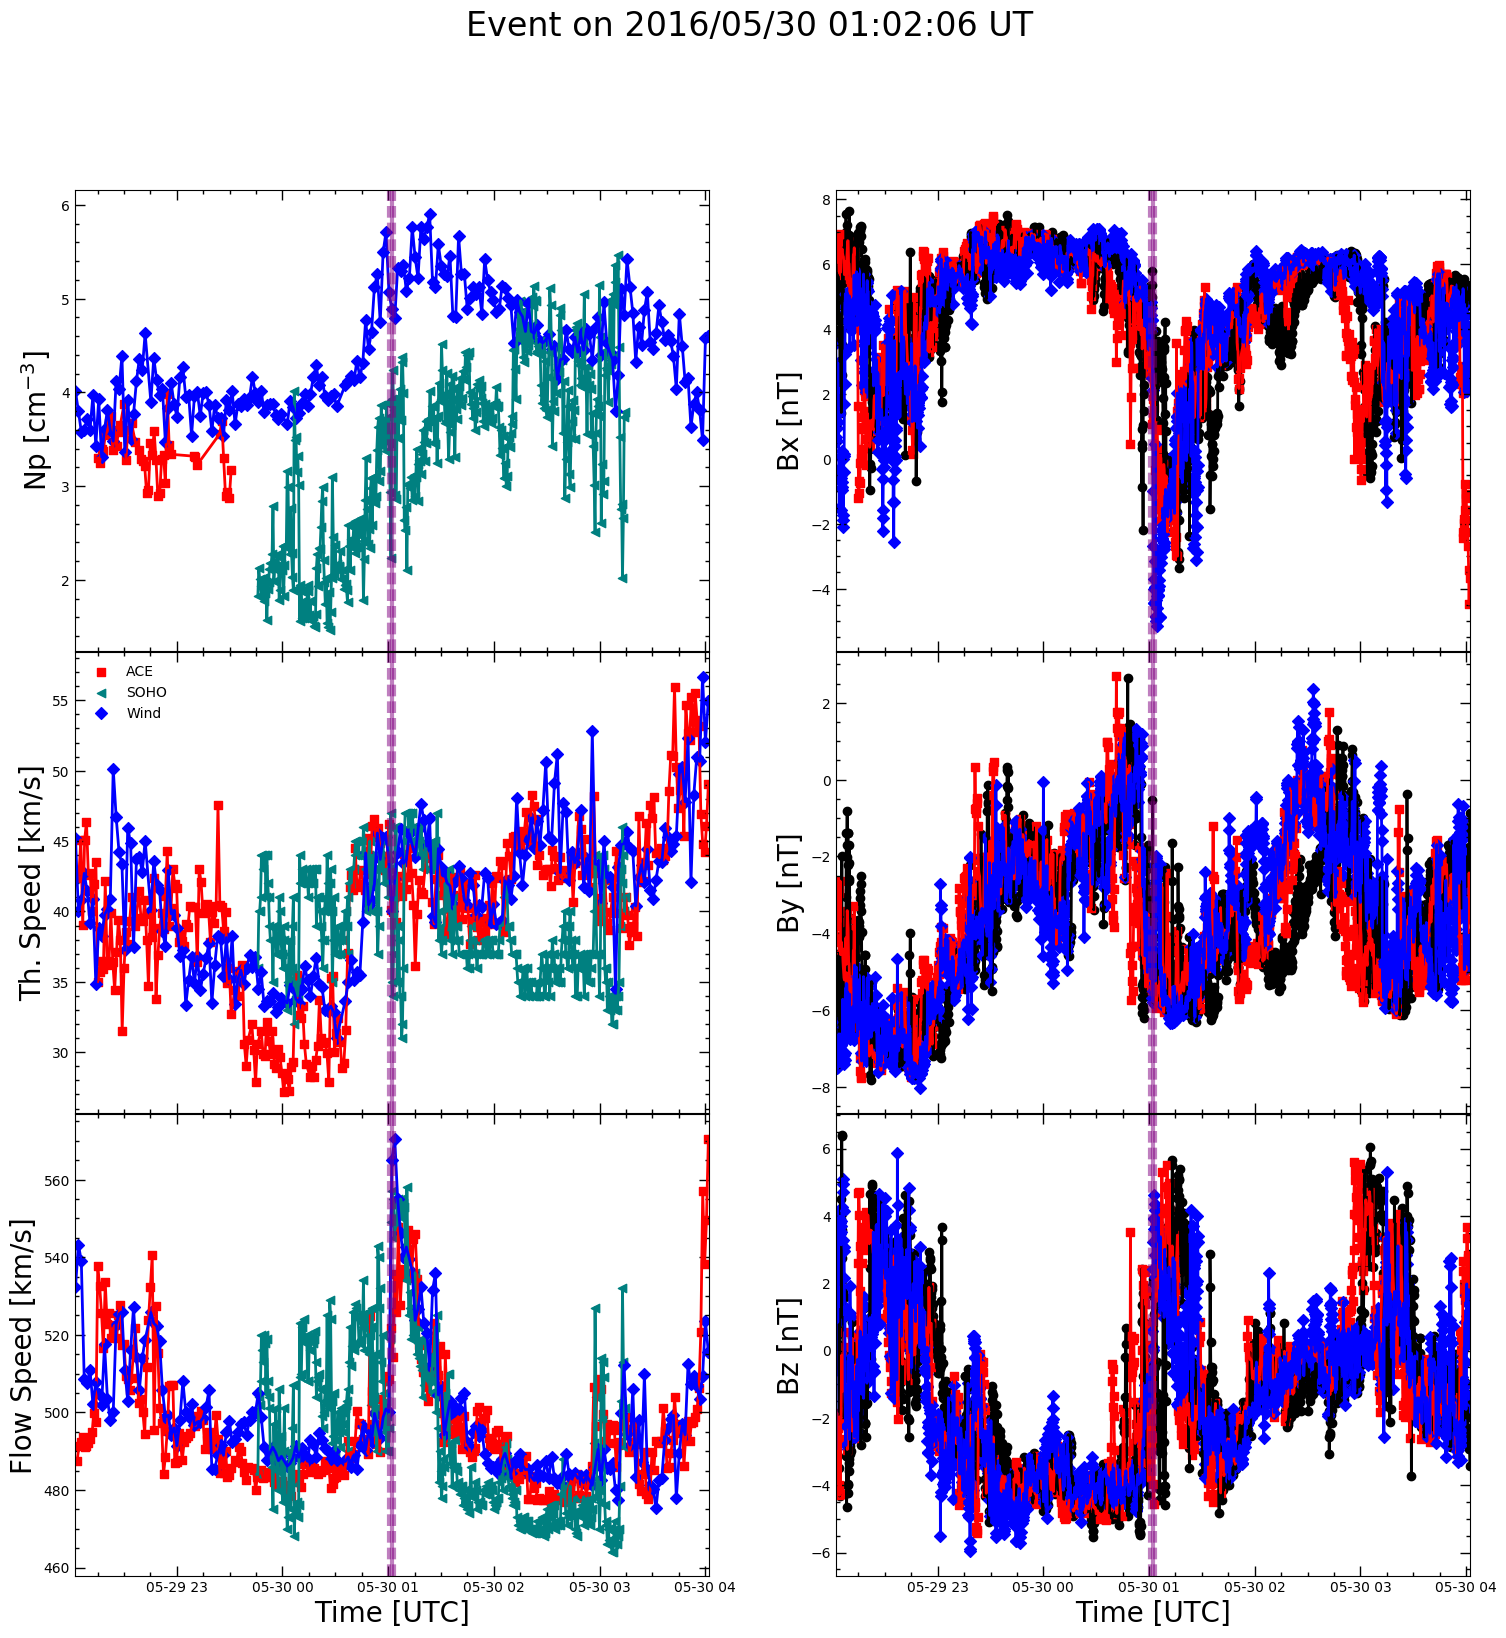 Event on 2016/05/30 01:02:06 UT
Np [cm⁻³]
6
5
4
3
2
Bx [nT]
8
6
4
2
0
−2
−4
Th. Speed [km/s]
55
50
45
40
35
30
ACE
SOHO
Wind
By [nT]
2
0
−2
−4
−6
−8
Flow Speed [km/s]
560
540
520
500
480
460
Bz [nT]
6
4
2
0
−2
−4
−6
05-29 23 05-30 00 05-30 01 05-30 02 05-30 03 05-30 04
Time [UTC]
05-29 23 05-30 00 05-30 01 05-30 02 05-30 03 05-30 04
Time [UTC]